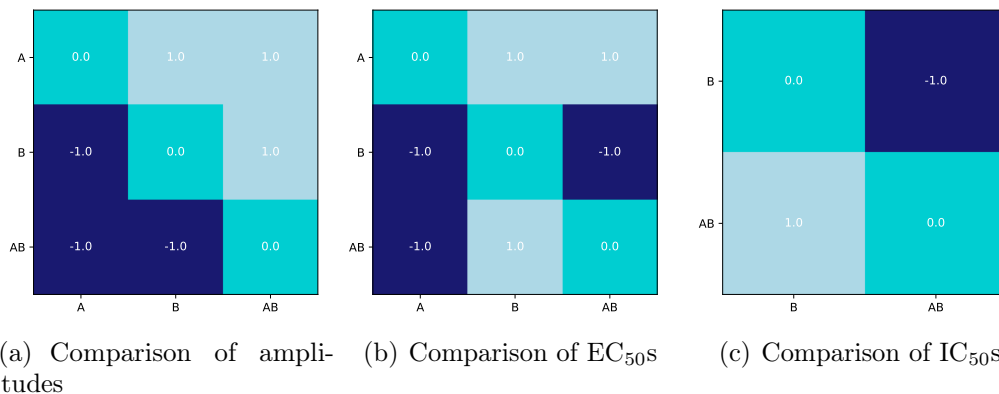 A 0.0 1.0 1.0
B -1.0 0.0 1.0
AB -1.0 -1.0 0.0
A B AB
A 0.0 1.0 1.0
B -1.0 0.0 -1.0
AB -1.0 1.0 0.0
A B AB
B 0.0 -1.0
AB 1.0 0.0
B AB
(a) Comparison of ampli-
tudes
(b) Comparison of EC50s
(c) Comparison of IC50s